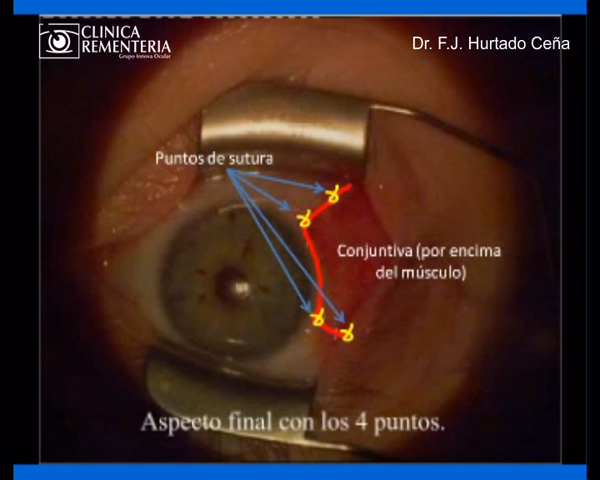 CLINICA
REMENTERIA
Grupo Innova Ocular
Dr. F.J. Hurtado Ceña
Puntos de sutura
Conjuntiva (por encima
del músculo)
Aspecto final con los 4 puntos.